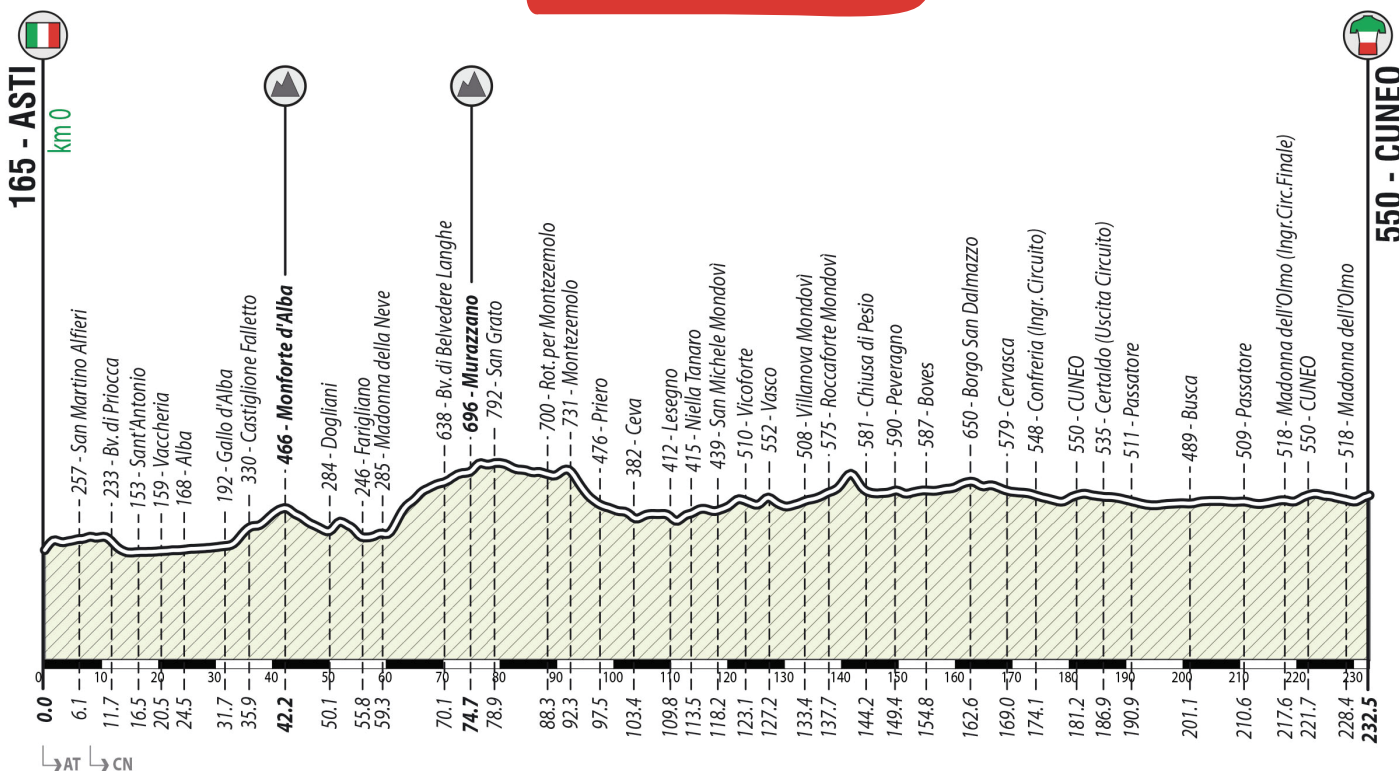 165 - ASTI
km 0
257 - San Martino Alfieri
233 - Bv. di Priocca
153 - Sant'Antonio
159 - Vaccheria
168 - Alba
192 - Gallo d'Alba
330 - Castiglione Falletto
466 - Monforte d'Alba
284 - Dogliani
246 - Farigliano
285 - Madonna della Neve
638 - Bv. di Belvedere Langhe
696 - Murazzano
792 - San Grato
700 - Rot. per Montezemolo
731 - Montezemolo
476 - Priero
382 - Ceva
412 - Lesegno
415 - Niella Tanaro
439 - San Michele Mondovì
510 - Vicoforte
552 - Vasco
508 - Villanova Mondovì
575 - Roccaforte Mondovì
581 - Chiusa di Pesio
590 - Peveragno
587 - Boves
650 - Borgo San Dalmazzo
579 - Cervasca
548 - Confreria (Ingr. Circuito)
550 - CUNEO
535 - Certaldo (Uscita Circuito)
511 - Passatore
489 - Busca
509 - Passatore
518 - Madonna dell'Olmo (Ingr.Circ.Finale)
550 - CUNEO
518 - Madonna dell'Olmo
550 - CUNEO
0 10 20 30 40 50 60 70 80 90 100 110 120 130 140 150 160 170 180 190 200 210 220 230
0.0 6.1 11.7 16.5 20.5 24.5 31.7 35.9 42.2 50.1 55.8 59.3 70.1 74.7 78.9 88.3 92.3 97.5 103.4 109.8 113.5 118.2 123.1 127.2 133.4 137.7 144.2 149.4 154.8 162.6 169.0 174.1 181.2 186.9 190.9 201.1 210.6 217.6 221.7 228.4 232.5
AT CN